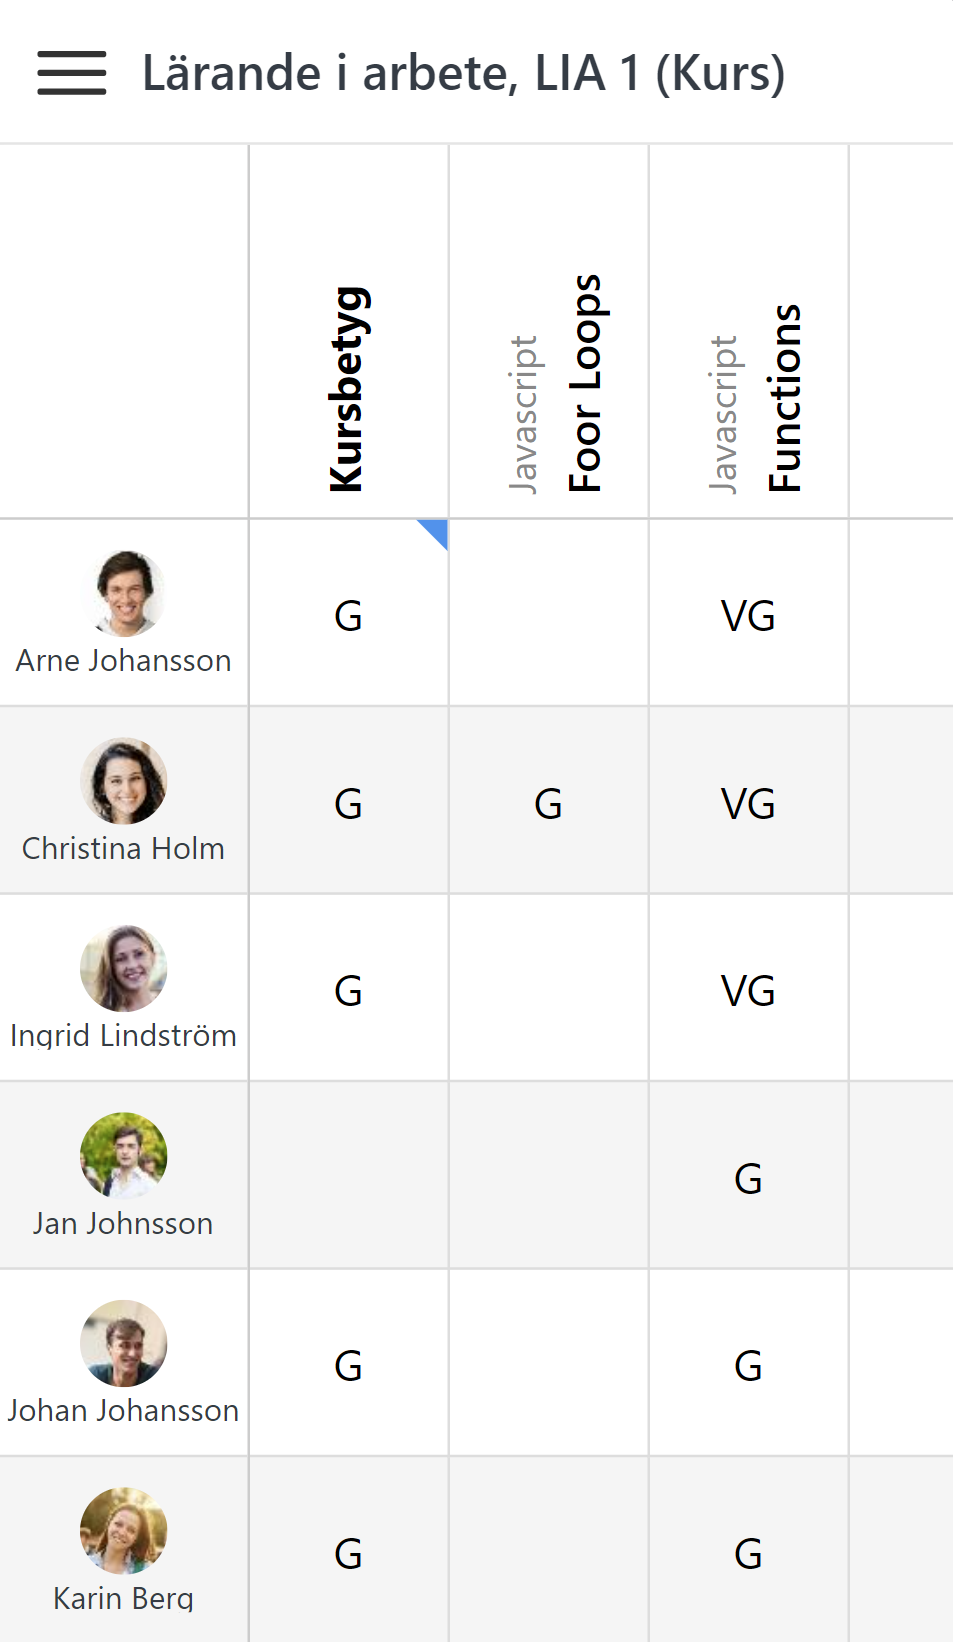 Lärande i arbete, LIA 1 (Kurs)
Kursbetyg
Javascript
Foor Loops
Javascript
Functions
G
VG
Arne Johansson
G
G
VG
Christina Holm
G
VG
Ingrid Lindström
G
Jan Johnsson
G
G
Johan Johansson
G
G
Karin Berg